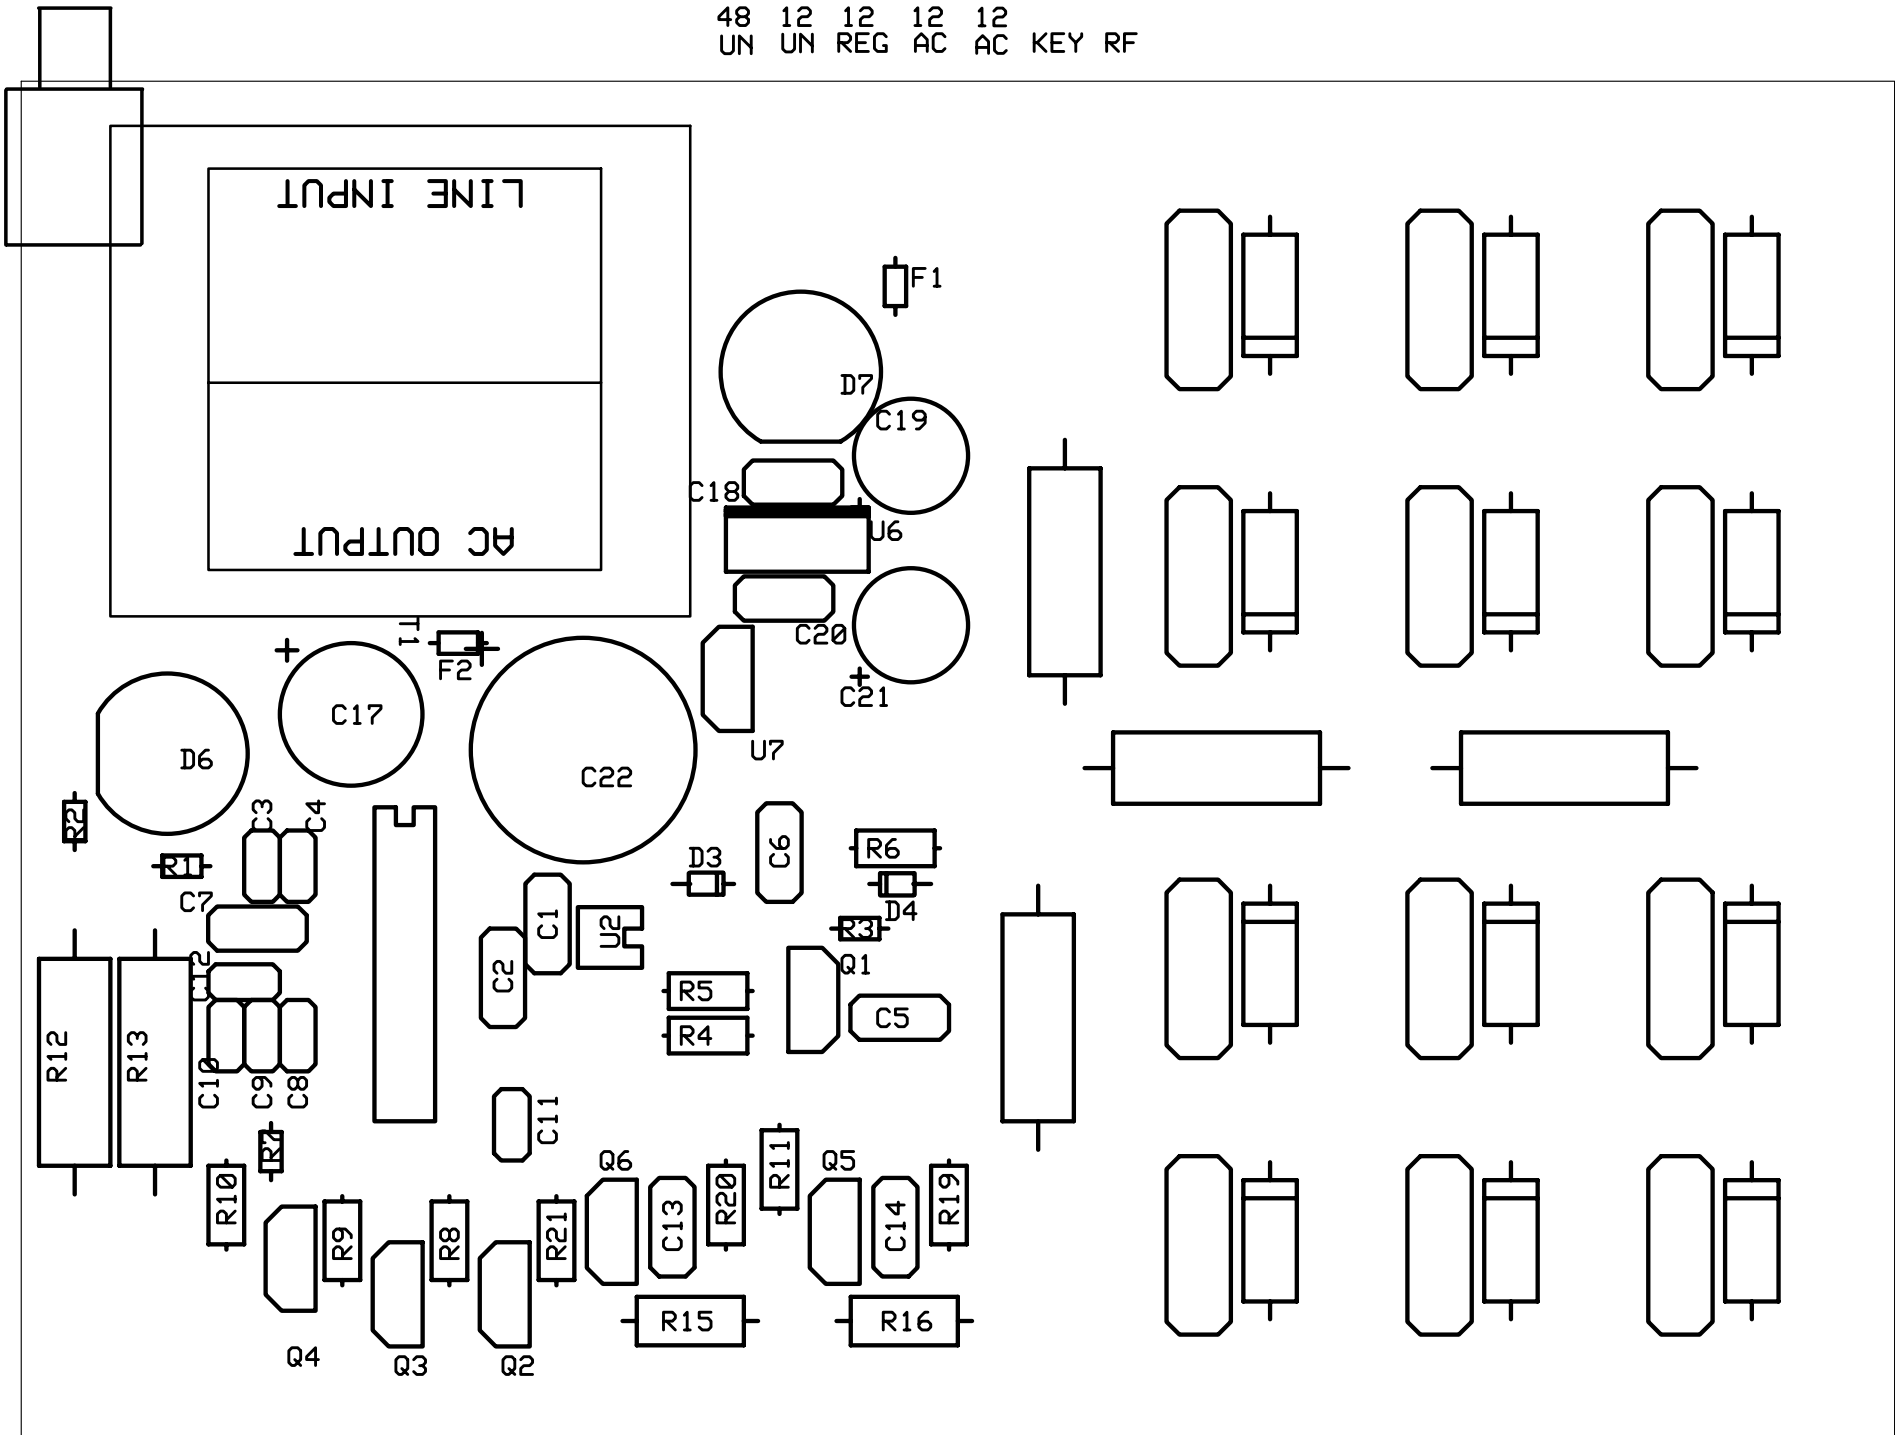 48 12 12 12 12
UN UN REG AC AC KEY RF
LINE INPUT
F1
D7
C19
C18
U6
AC OUTPUT
T1
C20
F2
C21
C17
U7
D6
C22
R2
C3
C4
C6
R6
D3
R1
C7
D4
C1
U2
R3
C2
Q1
C12
R5
C5
R4
R12
R13
C10
C9
C8
C11
R7
Q6
R11
Q5
R10
R20
R19
C13
C14
R9
R8
R21
R15
R16
Q4
Q3
Q2